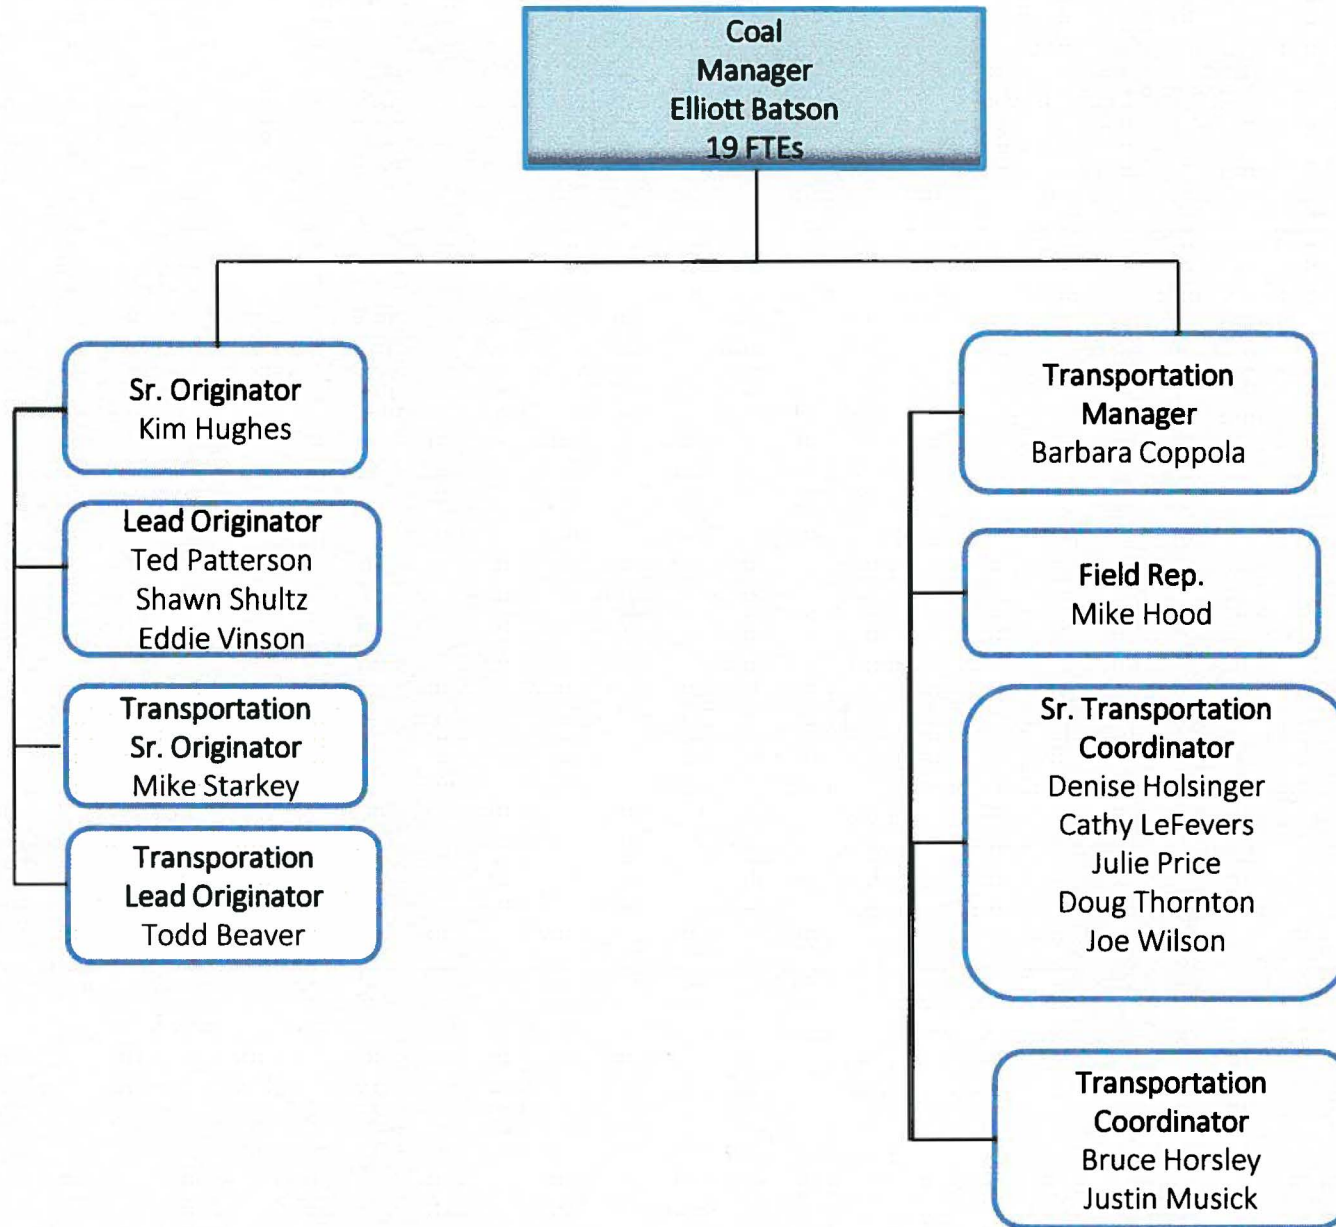 Coal
Manager
Elliott Batson
19 FTEs
Sr. Originator
Kim Hughes
Lead Originator
Ted Patterson
Shawn Shultz
Eddie Vinson
Transportation
Sr. Originator
Mike Starkey
Transporation
Lead Originator
Todd Beaver
Transportation
Manager
Barbara Coppola
Field Rep.
Mike Hood
Sr. Transportation
Coordinator
Denise Holsinger
Cathy LeFevers
Julie Price
Doug Thornton
Joe Wilson
Transportation
Coordinator
Bruce Horsley
Justin Musick